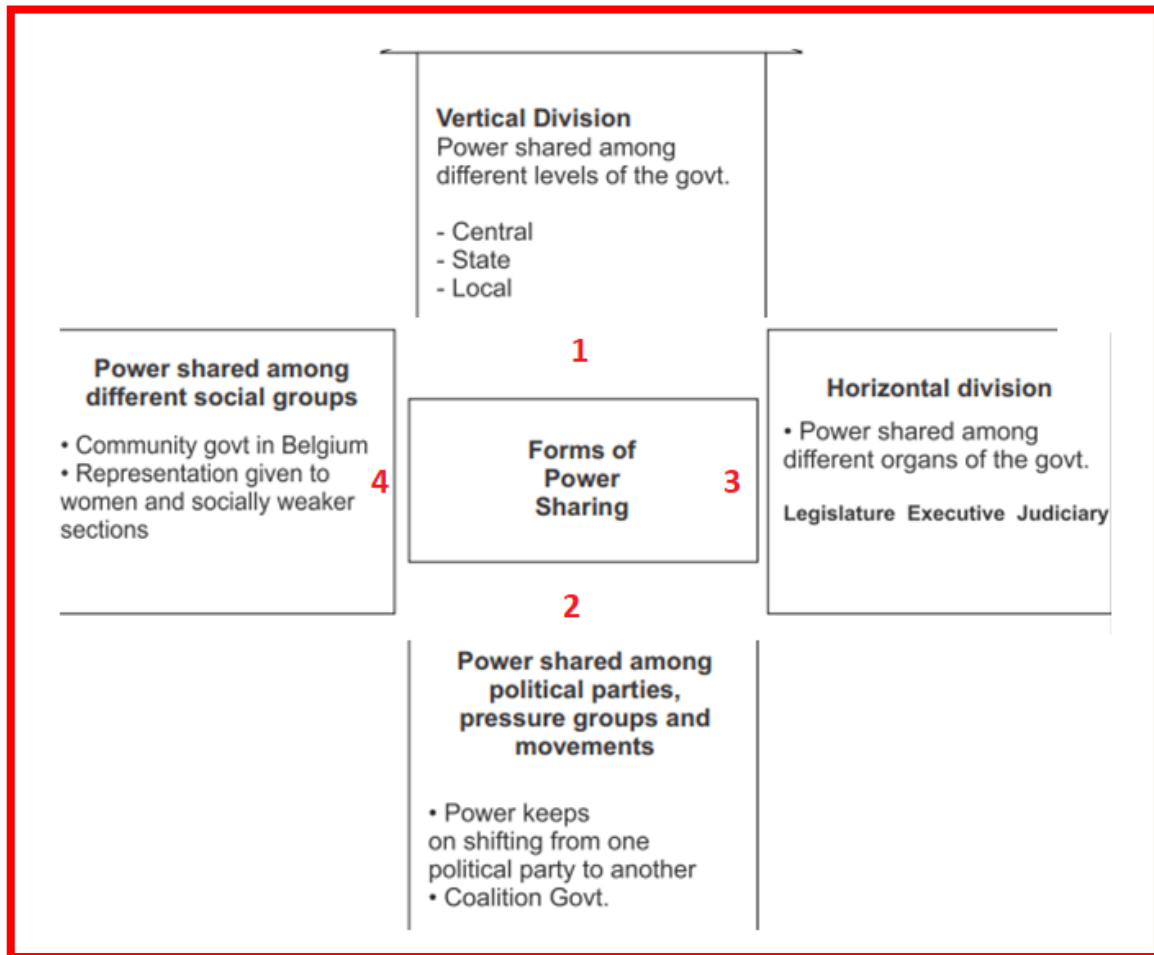 Vertical Division
Power shared among
different levels of the govt.
- Central
- State
- Local
1
Power shared among
different social groups
• Community govt in Belgium
• Representation given to
women and socially weaker
sections
4
Forms of
Power
Sharing
3
Horizontal division
• Power shared among
different organs of the govt.
Legislature Executive Judiciary
2
Power shared among
political parties,
pressure groups and
movements
• Power keeps
on shifting from one
political party to another
• Coalition Govt.